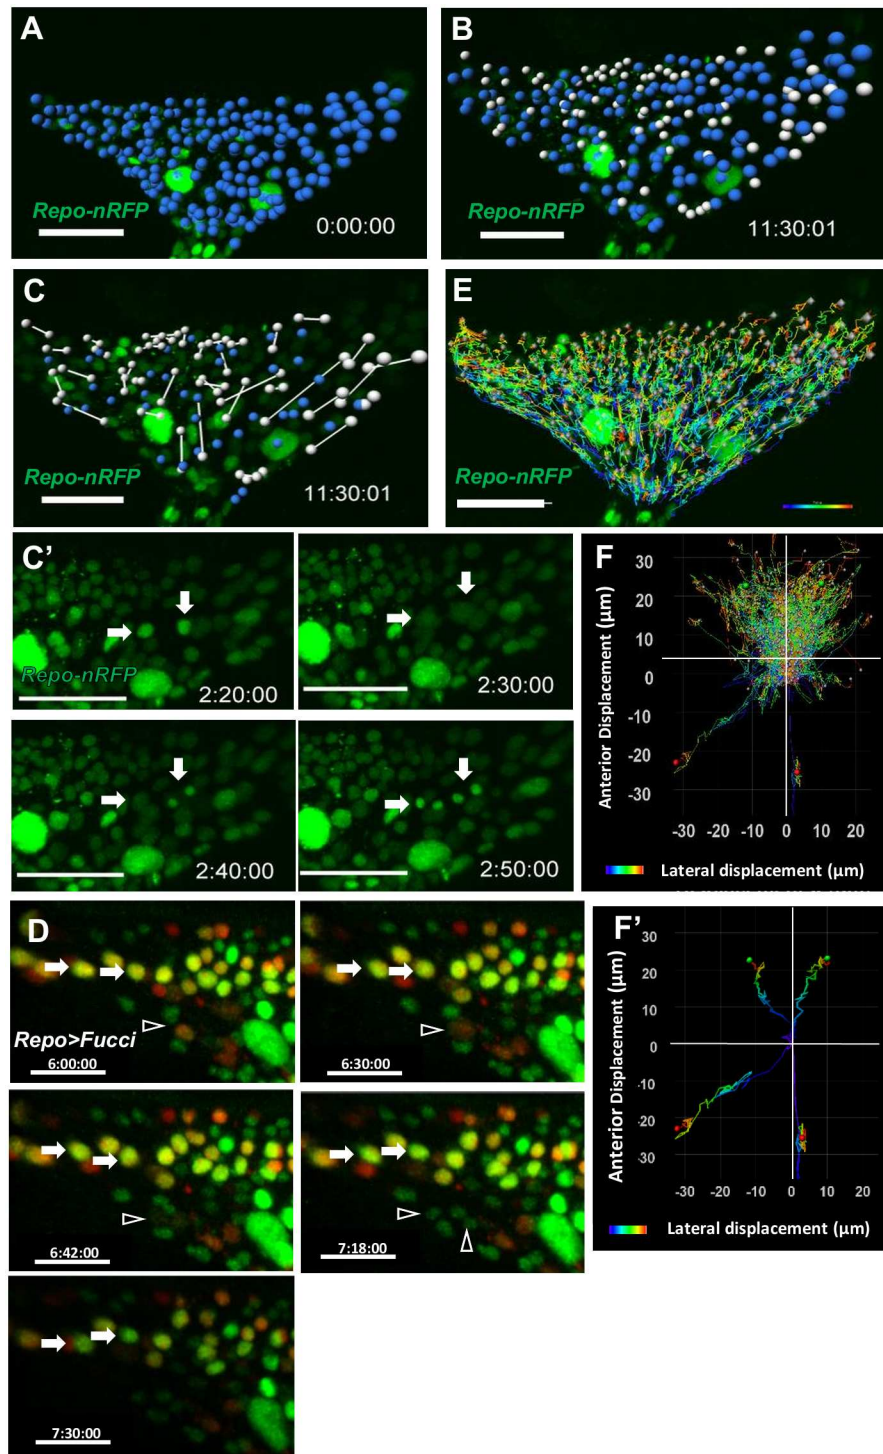 A
Repo-nRFP
0:00:00
B
Repo-nRFP
11:30:01
C
Repo-nRFP
11:30:01
E
Repo-nRFP
C’
Repo-nRFP
2:20:00
2:30:00
2:40:00
2:50:00
F
Anterior Displacement (µm)
30
20
10
0
-10
-20
-30
-30
-20
-10
0
10
20
Lateral displacement (µm)
D
Repo>Fucci
6:00:00
6:30:00
6:42:00
7:18:00
7:30:00
F’
Anterior Displacement (µm)
30
20
10
0
-10
-20
-30
-30
-20
-10
0
10
20
Lateral displacement (µm)